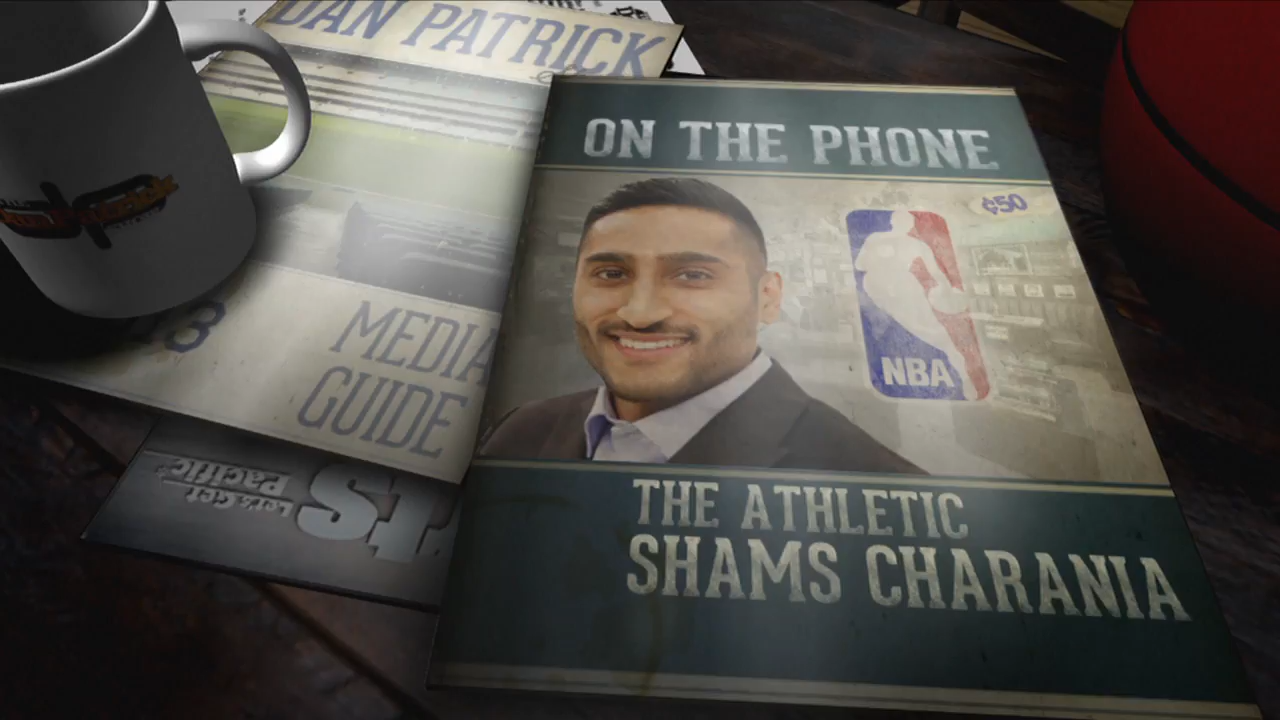 DAN PATRICK
ON THE PHONE
¢50
NBA
MEDIA
GUIDE
THE ATHLETIC
SHAMS CHARANIA